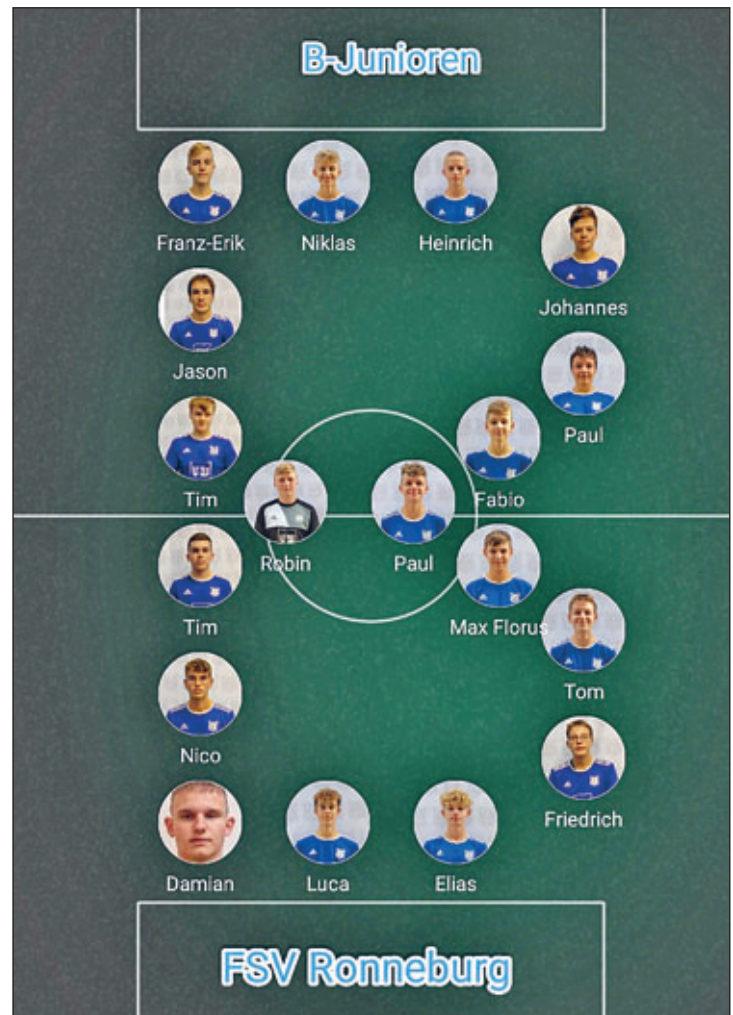 B-Junioren
Franz-Erik
Niklas
Heinrich
Johannes
Jason
Paul
Tim
Fabio
Robin
Paul
Tim
Max Florus
Tom
Nico
Friedrich
Damian
Luca
Elias
FSV Ronneburg